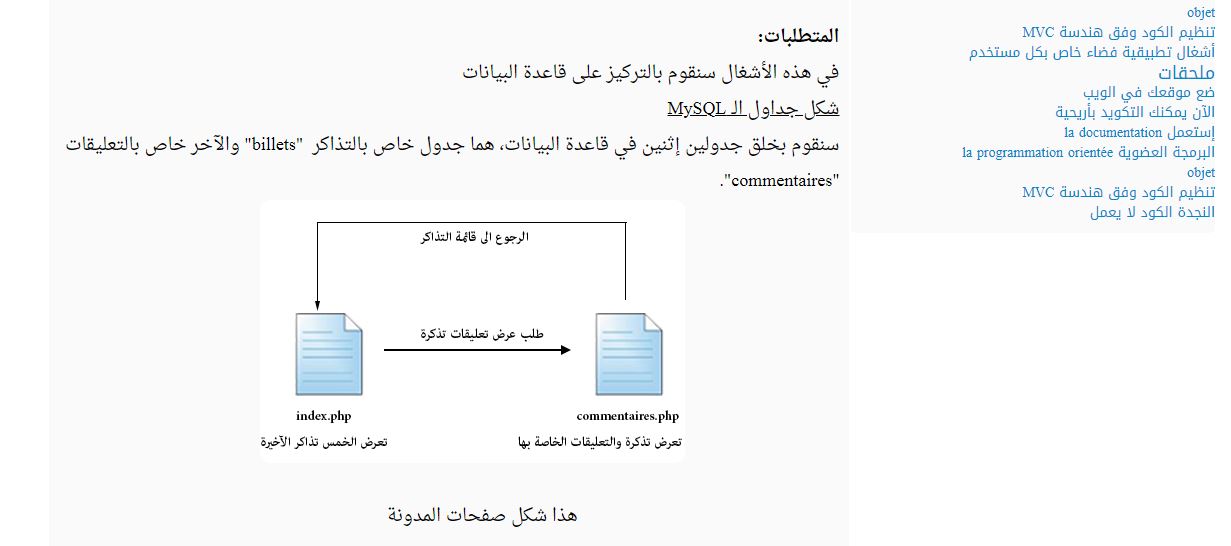 المتطلبات:
في هذه الأشغال سنقوم بالتركيز على قاعدة البيانات
شكل جداول الـ MySQL
سنقوم بخلق جدولين إثنين في قاعدة البيانات، هما جدول خاص بالتذاكر "billets" والآخر خاص بالتعليقات
"commentaires".
الرجوع الى قائمة التذاكر
طلب عرض تعليقات تذكرة
index.php
commentaires.php
تعرض الخمس تذاكر الآخيرة
تعرض تذكرة والتعليقات الخاصة بها
هذا شكل صفحات المدونة
objet
تنظيم الكود وفق هندسة MVC
أشغال تطبيقية فضاء خاص بكل مستخدم
ملحقات
ضع موقعك في الويب
الآن يمكنك التكويد بأريحية
إستعمل la documentation
البرمجة العضوية la programmation orientée
objet
تنظيم الكود وفق هندسة MVC
النجدة الكود لا يعمل